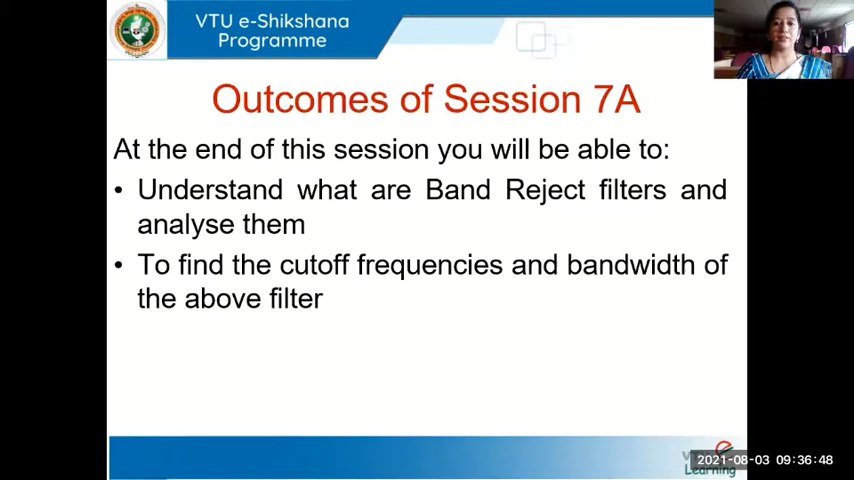 VTU e-Shikshana
Programme
Outcomes of Session 7A
At the end of this session you will be able to:
• Understand what are Band Reject filters and
analyse them
• To find the cutoff frequencies and bandwidth of
the above filter
2021-08-03 09:36:48
Learning